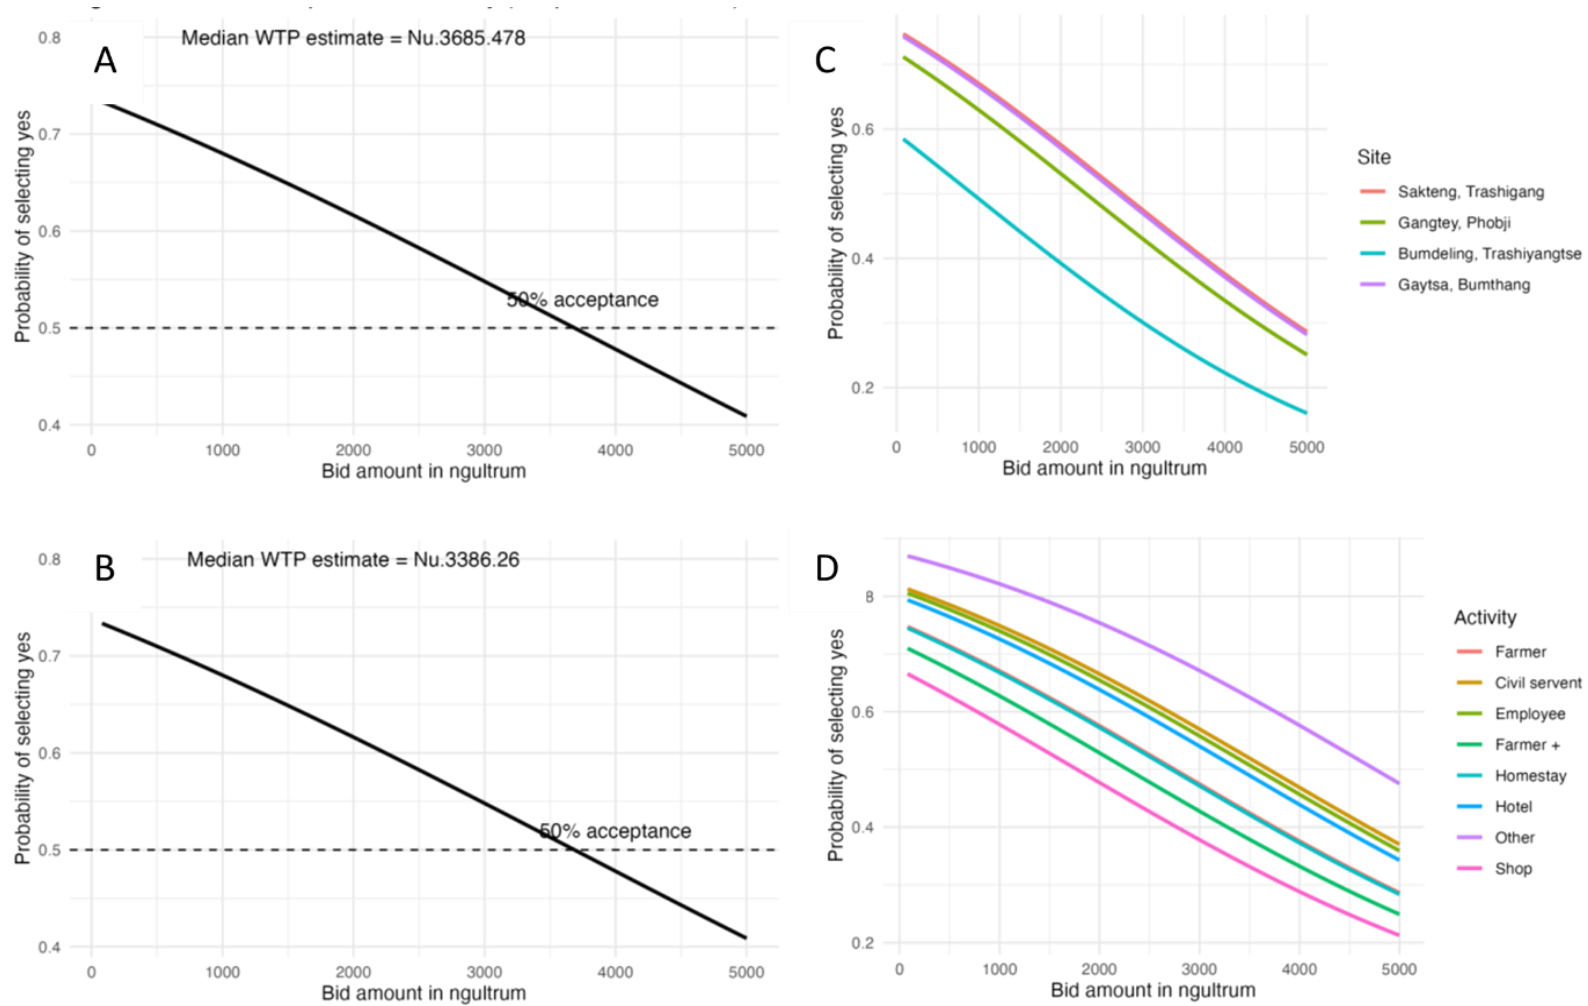 A
Median WTP estimate = Nu.3685.478
Probability of selecting yes
0.8
0.7
0.6
0.5
0.4
50% acceptance
0 1000 2000 3000 4000 5000
Bid amount in ngultrum
C
Probability of selecting yes
0.6
0.4
0.2
0 1000 2000 3000 4000 5000
Bid amount in ngultrum
Site
Sakteng, Trashigang
Gangtey, Phobji
Bumdeling, Trashiyangtse
Gaytsa, Bumthang
B
Median WTP estimate = Nu.3386.26
Probability of selecting yes
0.8
0.7
0.6
0.5
0.4
50% acceptance
0 1000 2000 3000 4000 5000
Bid amount in ngultrum
D
Probability of selecting yes
8
0.6
0.4
0.2
0 1000 2000 3000 4000 5000
Bid amount in ngultrum
Activity
Farmer
Civil servent
Employee
Farmer +
Homestay
Hotel
Other
Shop